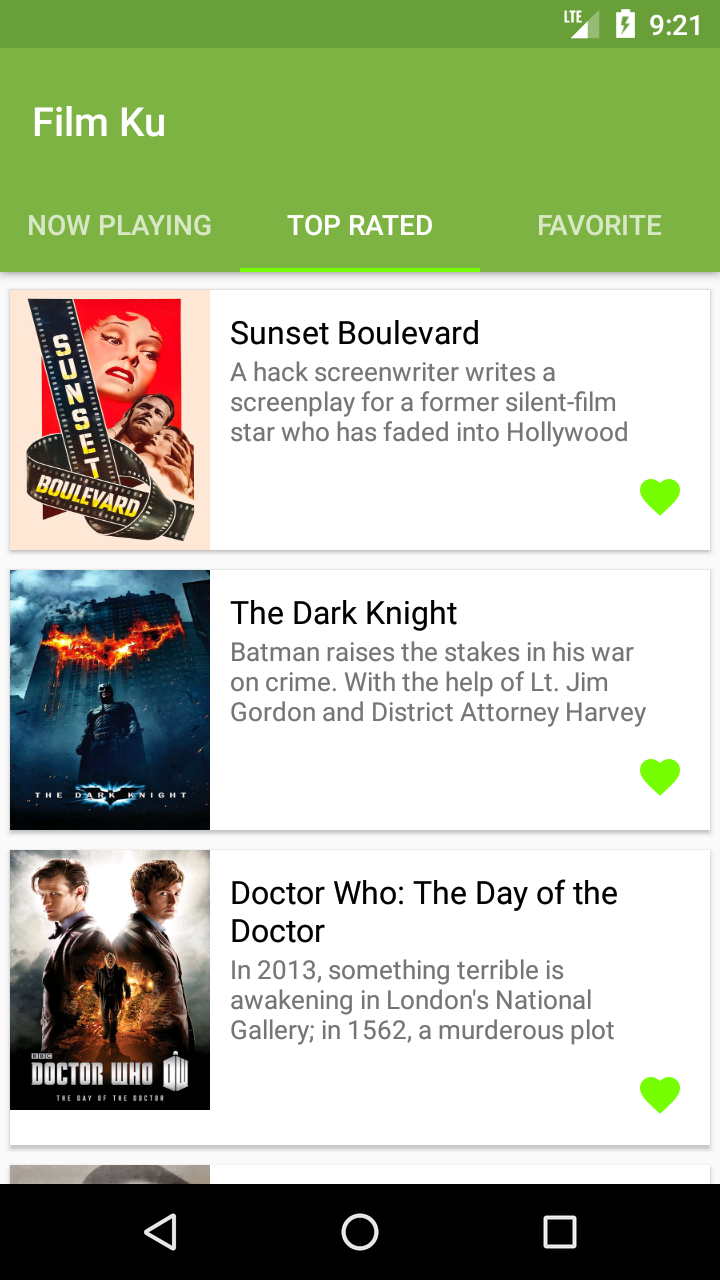 LTE 9:21
Film Ku
NOW PLAYING TOP RATED FAVORITE
SUNSET
BOULEVARD
Sunset Boulevard
A hack screenwriter writes a
screenplay for a former silent-film
star who has faded into Hollywood
THE DARK KNIGHT
The Dark Knight
Batman raises the stakes in his war
on crime. With the help of Lt. Jim
Gordon and District Attorney Harvey
BBC
DOCTOR WHO DW
THE DAY OF THE DOCTOR
Doctor Who: The Day of the
Doctor
In 2013, something terrible is
awakening in London's National
Gallery; in 1562, a murderous plot